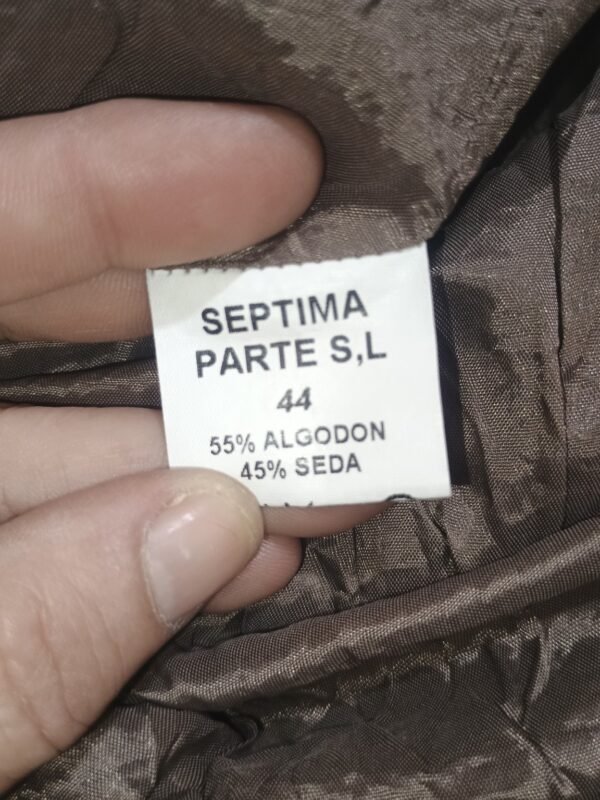 SEPTIMA
PARTE S,L
44
55% ALGODON
45% SEDA